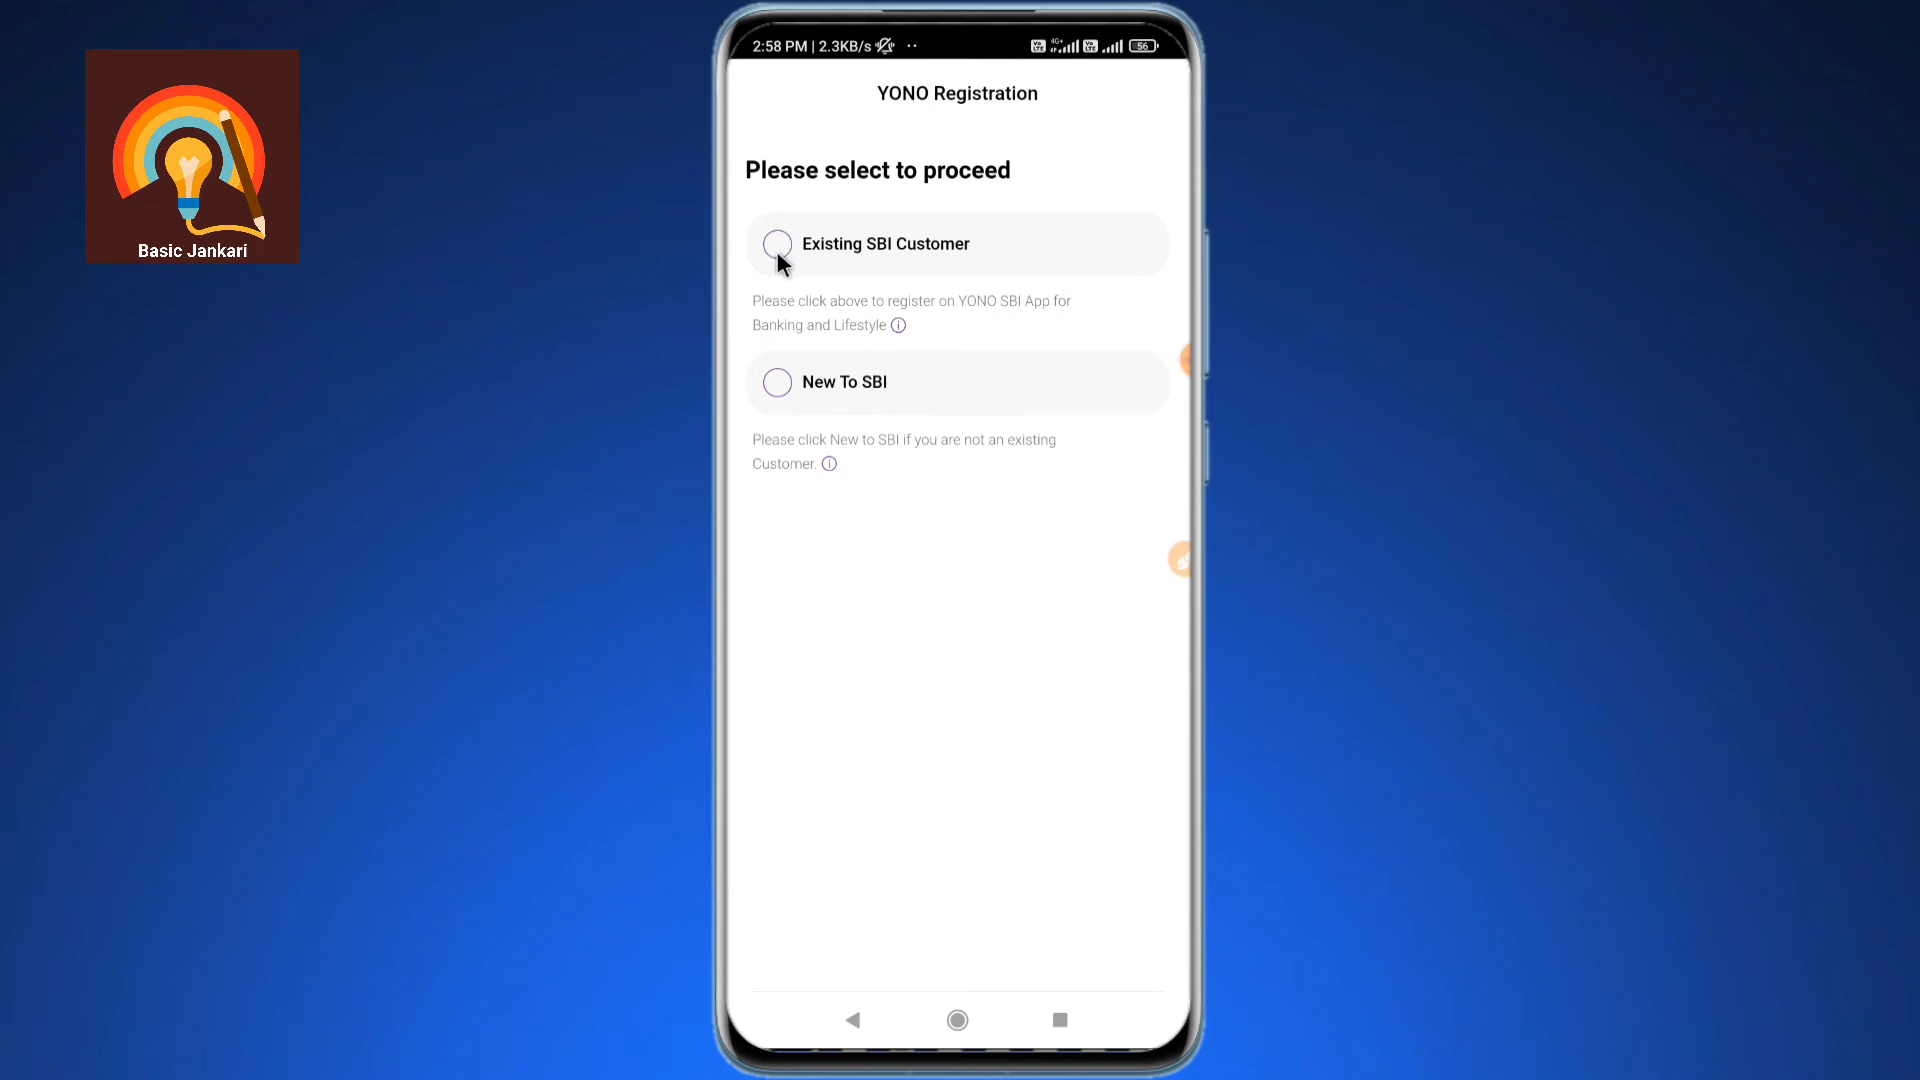 Basic Jankari
2:58 PM | 2.3KB/s
4G+
56
YONO Registration
Please select to proceed
Existing SBI Customer
Please click above to register on YONO SBI App for
Banking and Lifestyle
New To SBI
Please click New to SBI if you are not an existing
Customer.